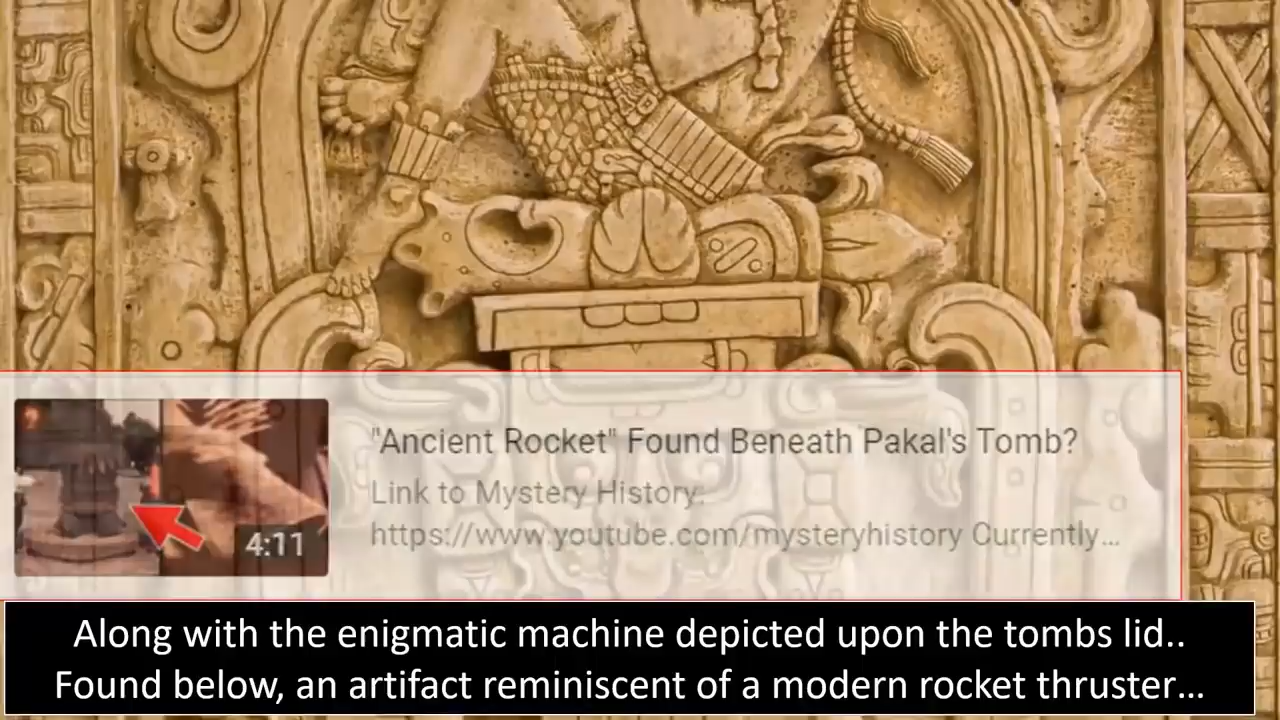 "Ancient Rocket" Found Beneath Pakal's Tomb?
Link to Mystery History:
https://www.youtube.com/mysteryhistory Currently...
4:11
Along with the enigmatic machine depicted upon the tombs lid..
Found below, an artifact reminiscent of a modern rocket thruster...